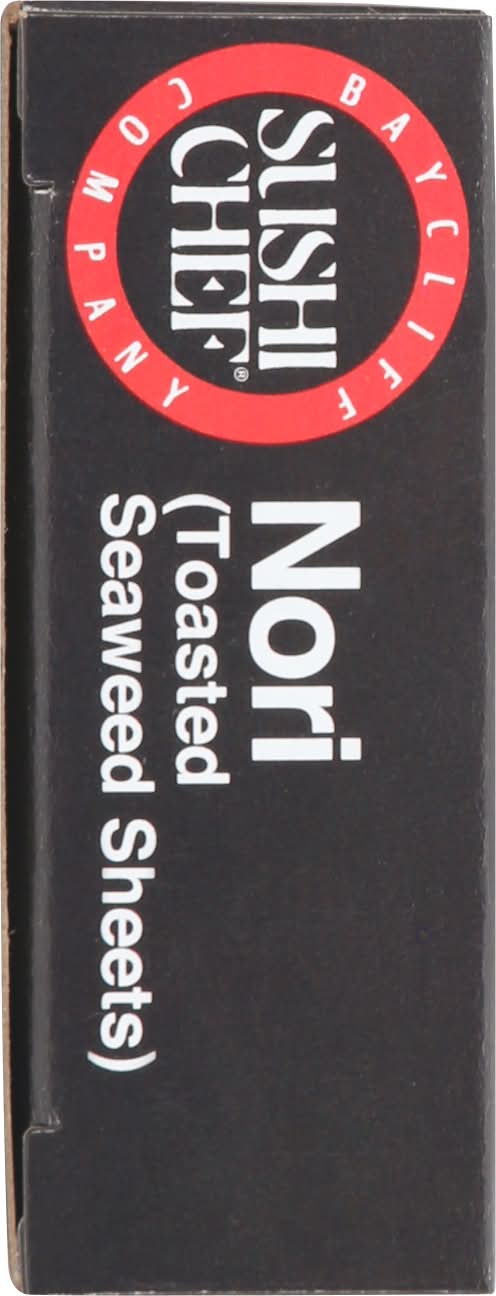 BAYCLIFF
SUSHI
CHEF®
COMPANY
Nori
(Toasted
Seaweed Sheets)